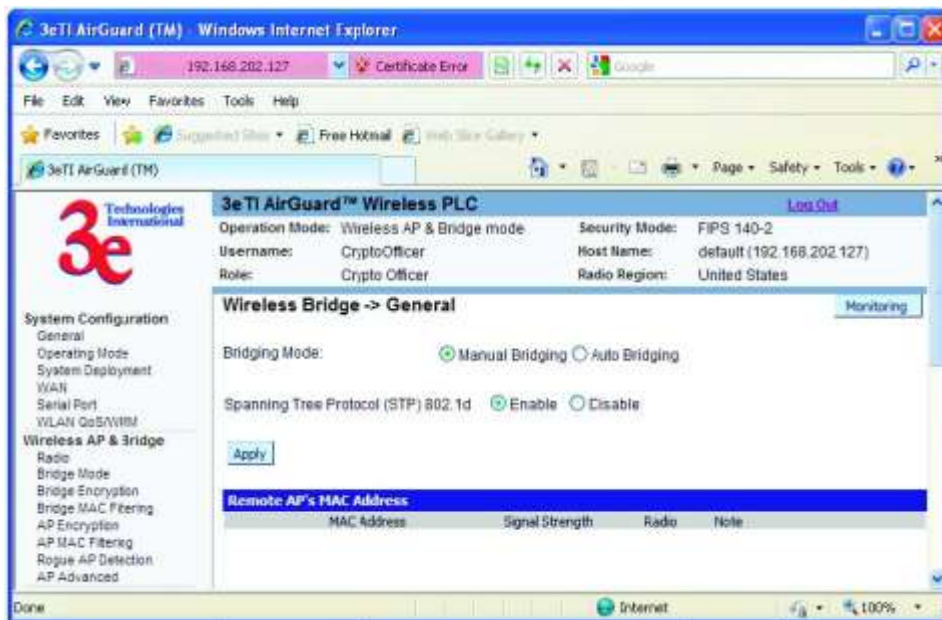 3eTI AirGuard (TM) - Windows Internet Explorer
192.168.202.127 Certificate Error Google
File Edit View Favorites Tools Help
Favorites Suggested Sites Free Hotmail Web Slice Gallery
3eTI AirGuard (TM) Page Safety Tools
3e Technologies International
3eTI AirGuard™ Wireless PLC Log Out
Operation Mode: Wireless AP & Bridge mode Security Mode: FIPS 140-2
Username: CryptoOfficer Host Name: default (192.168.202.127)
Role: Crypto Officer Radio Region: United States
Wireless Bridge -> General Monitoring
System Configuration
General
Operating Mode
System Deployment
WAN
Serial Port
WLAN QoS/WMM
Wireless AP & Bridge
Radio
Bridge Mode
Bridge Encryption
Bridge MAC Filtering
AP Encryption
AP MAC Filtering
Rogue AP Detection
AP Advanced
Bridging Mode: Manual Bridging Auto Bridging
Spanning Tree Protocol (STP) 802.1d Enable Disable
Apply
Remote AP's MAC Address
MAC Address Signal Strength Radio Note
Done Internet 100%